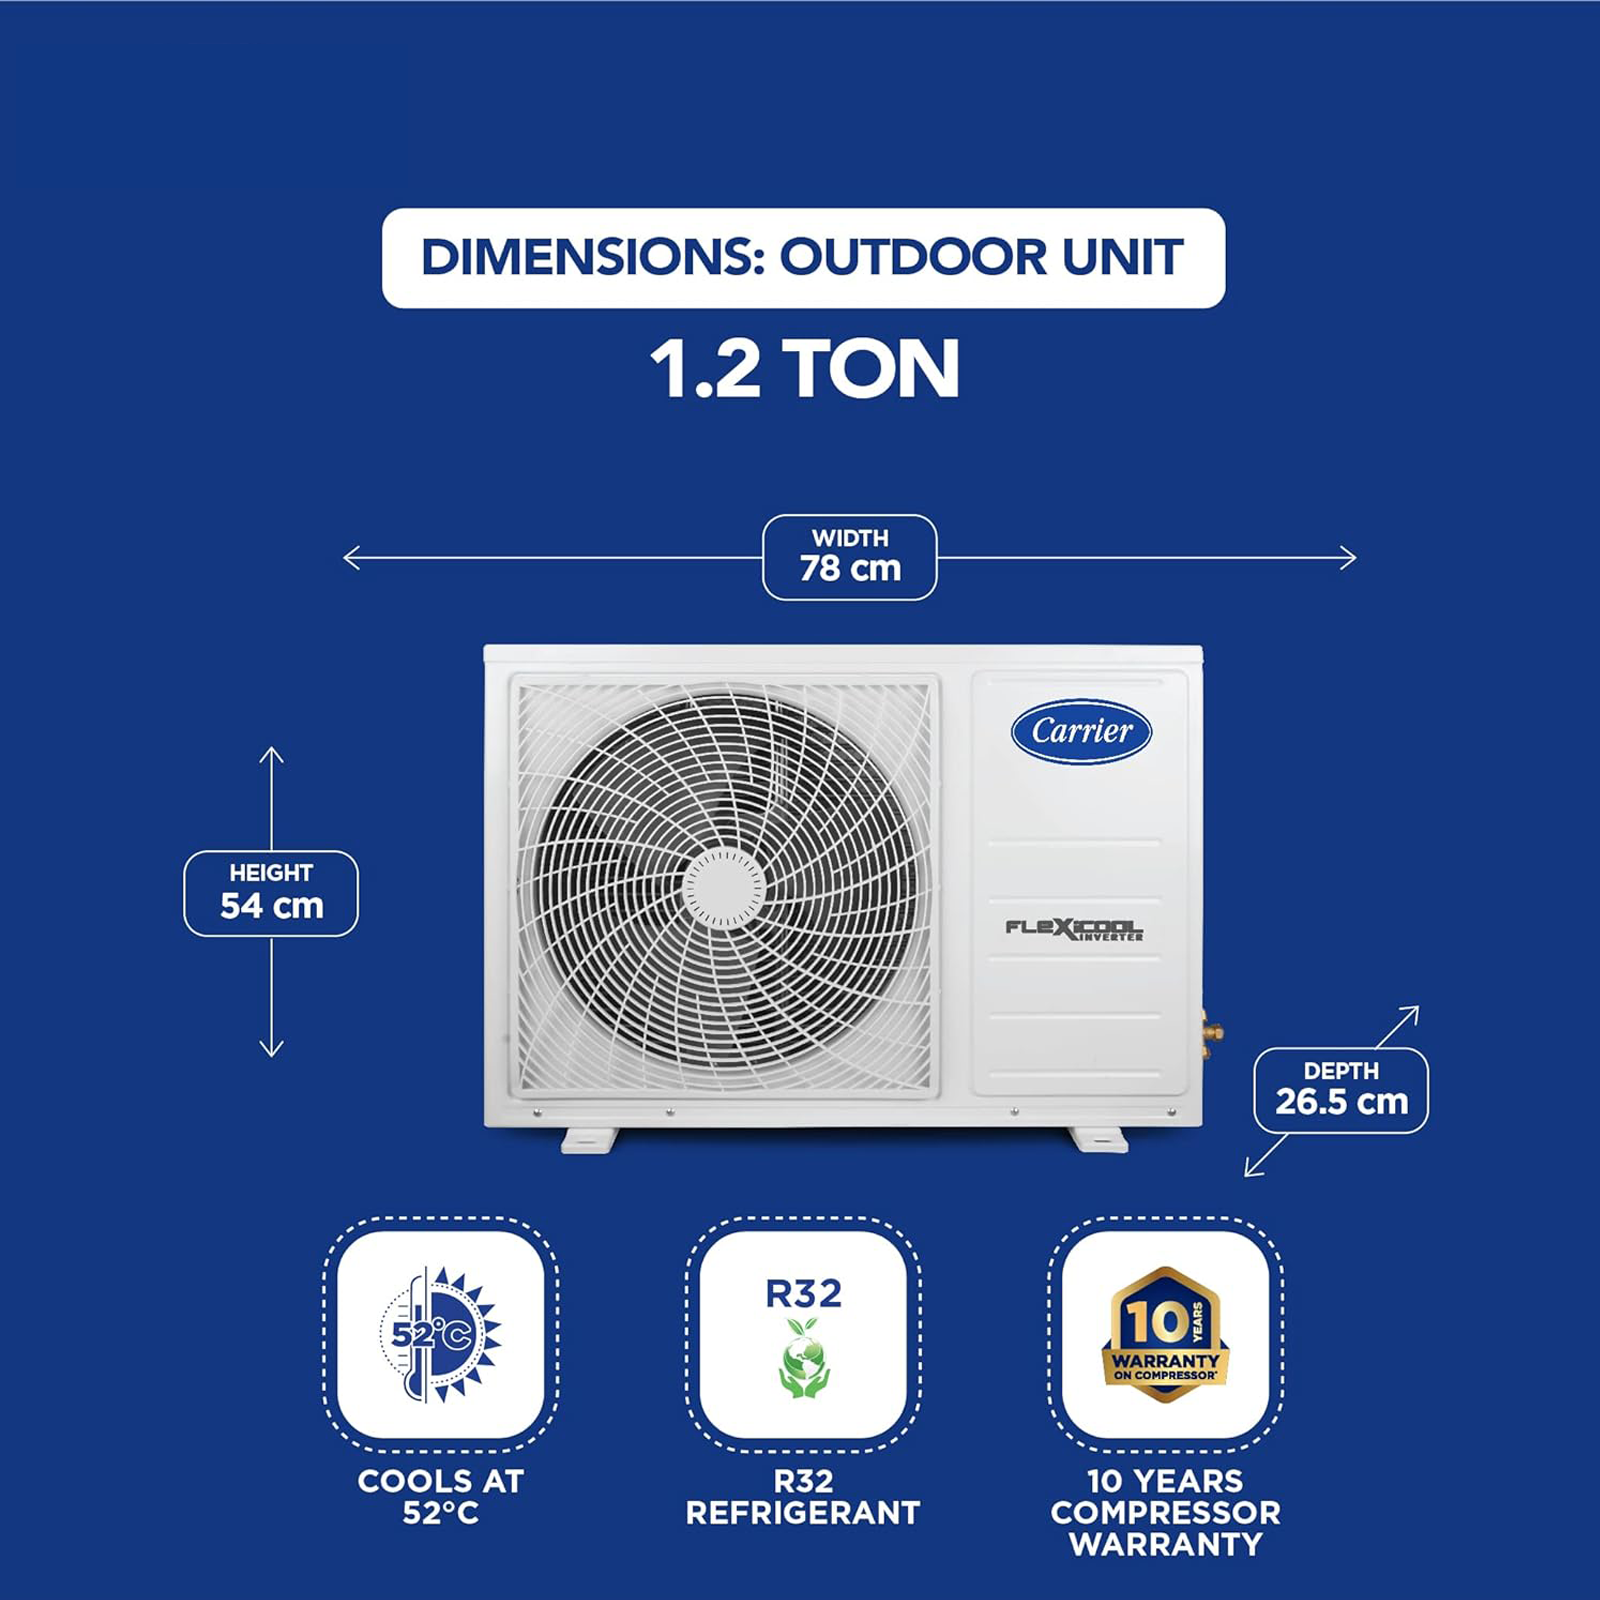 DIMENSIONS: OUTDOOR UNIT
1.2 TON
WIDTH
78 cm
Carrier
HEIGHT
54 cm
FLEXICOOL
INVERTER
DEPTH
26.5 cm
52°C
R32
10 YEARS
WARRANTY
ON COMPRESSOR*
COOLS AT
52°C
R32
REFRIGERANT
10 YEARS
COMPRESSOR
WARRANTY